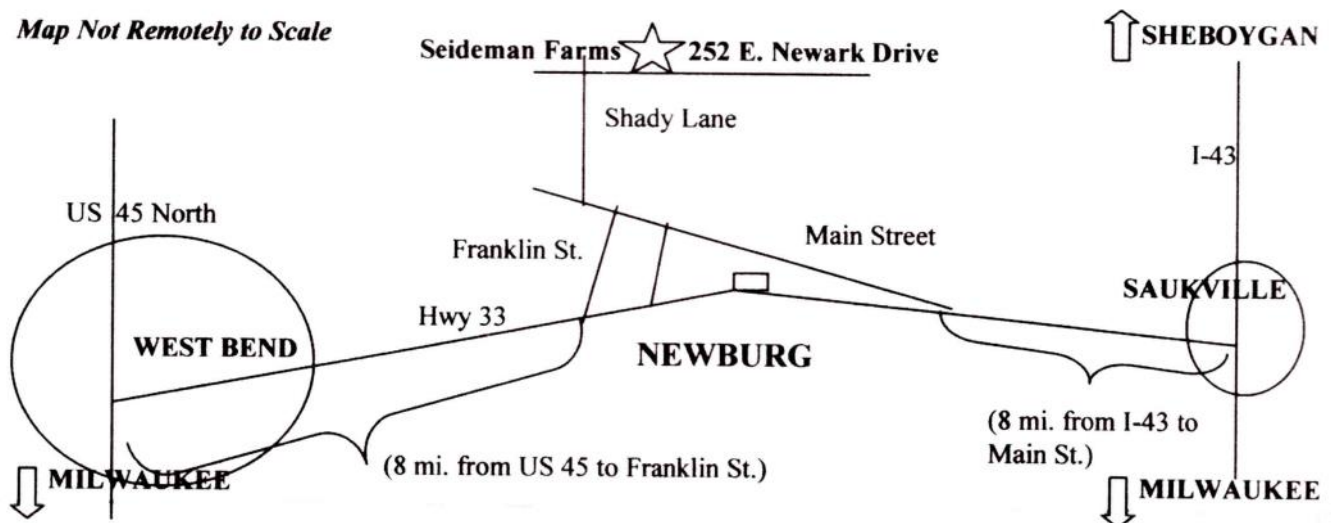 Map Not Remotely to Scale
Seideman Farms 252 E. Newark Drive
SHEBOYGAN
Shady Lane
I-43
US 45 North
Franklin St.
Main Street
SAUKVILLE
Hwy 33
WEST BEND
NEWBURG
(8 mi. from I-43 to
Main St.)
(8 mi. from US 45 to Franklin St.)
MILWAUKEE
MILWAUKEE